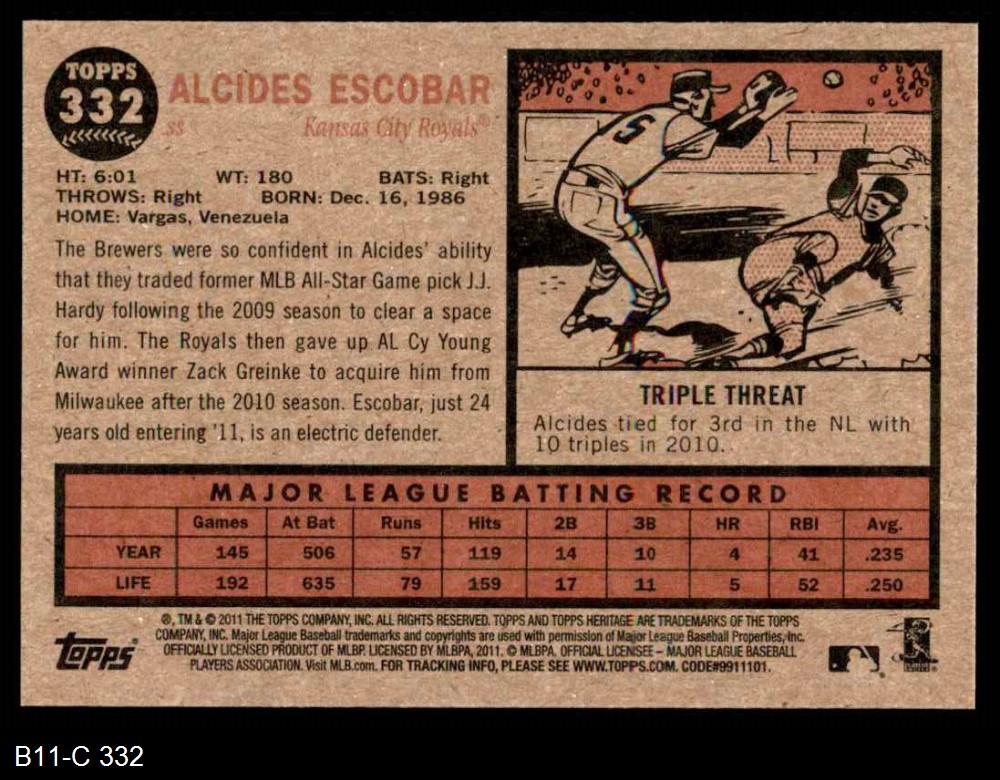 TOPPS
332
ALCIDES ESCOBAR
ss Kansas City Royals®
HT: 6:01 WT: 180 BATS: Right
THROWS: Right BORN: Dec. 16, 1986
HOME: Vargas, Venezuela
The Brewers were so confident in Alcides' ability
that they traded former MLB All-Star Game pick J.J.
Hardy following the 2009 season to clear a space
for him. The Royals then gave up AL Cy Young
Award winner Zack Greinke to acquire him from
Milwaukee after the 2010 season. Escobar, just 24
years old entering '11, is an electric defender.
5
TRIPLE THREAT
Alcides tied for 3rd in the NL with
10 triples in 2010.
MAJOR LEAGUE BATTING RECORD
Games At Bat Runs Hits 2B 3B HR RBI Avg.
YEAR 145 506 57 119 14 10 4 41 .235
LIFE 192 635 79 159 17 11 5 52 .250
®, TM & © 2011 THE TOPPS COMPANY, INC. ALL RIGHTS RESERVED. TOPPS AND TOPPS HERITAGE ARE TRADEMARKS OF THE TOPPS
COMPANY, INC. Major League Baseball trademarks and copyrights are used with permission of Major League Baseball Properties, Inc.
OFFICIALLY LICENSED PRODUCT OF MLBP. LICENSED BY MLBPA, 2011. © MLBPA. OFFICIAL LICENSEE – MAJOR LEAGUE BASEBALL
PLAYERS ASSOCIATION. Visit MLB.com. FOR TRACKING INFO, PLEASE SEE WWW.TOPPS.COM. CODE#9911101.
Topps®
B11-C 332